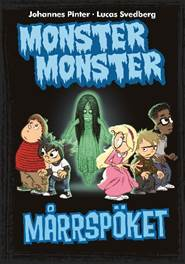 Johannes Pinter • Lucas Svedberg
MONSTER
MONSTER
MÅRRSPÖKET